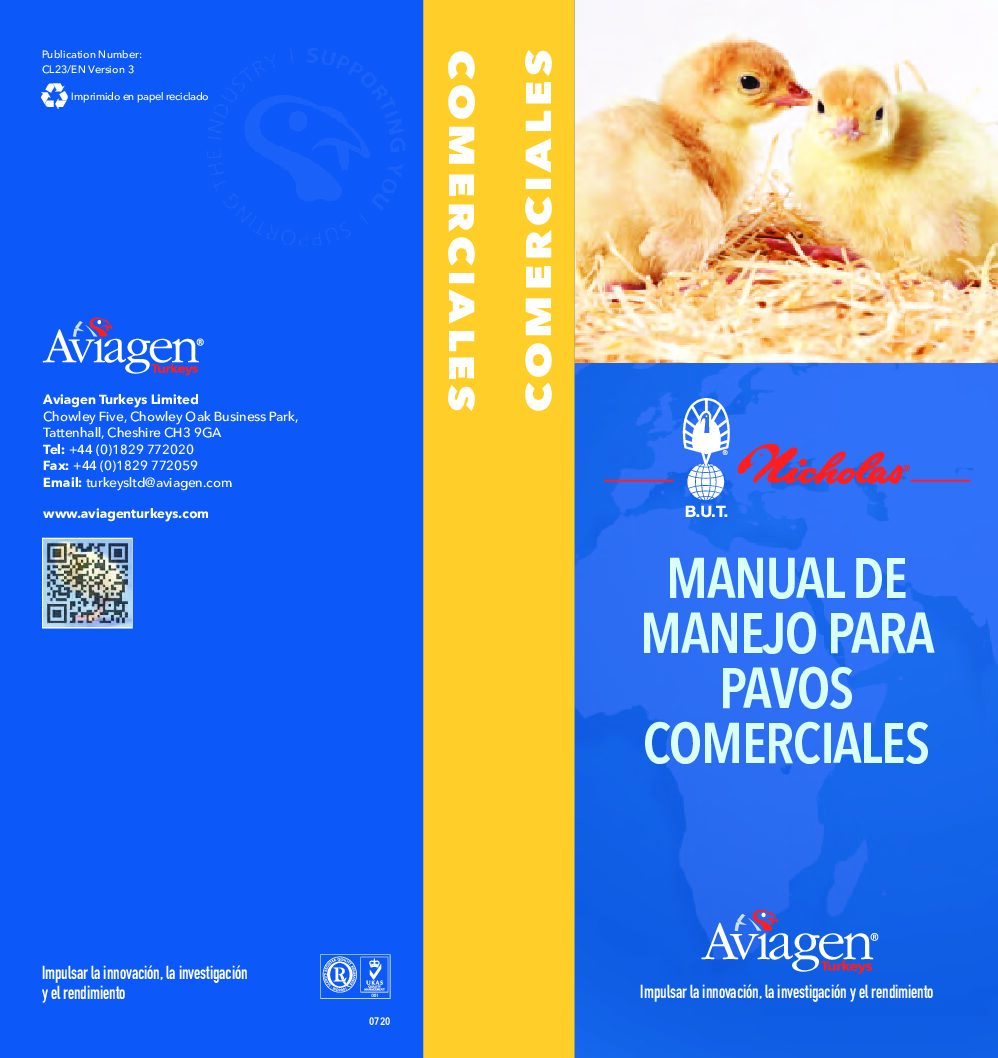 Publication Number:
CL23/EN Version 3
Imprimido en papel reciclado
SUPPORTING THE INDUSTRY | SUPPORTING YOU |
Aviagen®
Turkeys
Aviagen Turkeys Limited
Chowley Five, Chowley Oak Business Park,
Tattenhall, Cheshire CH3 9GA
Tel: +44 (0)1829 772020
Fax: +44 (0)1829 772059
Email: turkeysltd@aviagen.com
www.aviagenturkeys.com
Impulsar la innovación, la investigación
y el rendimiento
R
UKAS
001
0720
COMERCIALES
COMERCIALES
B.U.T.
Nicholas®
MANUAL DE
MANEJO PARA
PAVOS
COMERCIALES
Aviagen®
Turkeys
Impulsar la innovación, la investigación y el rendimiento